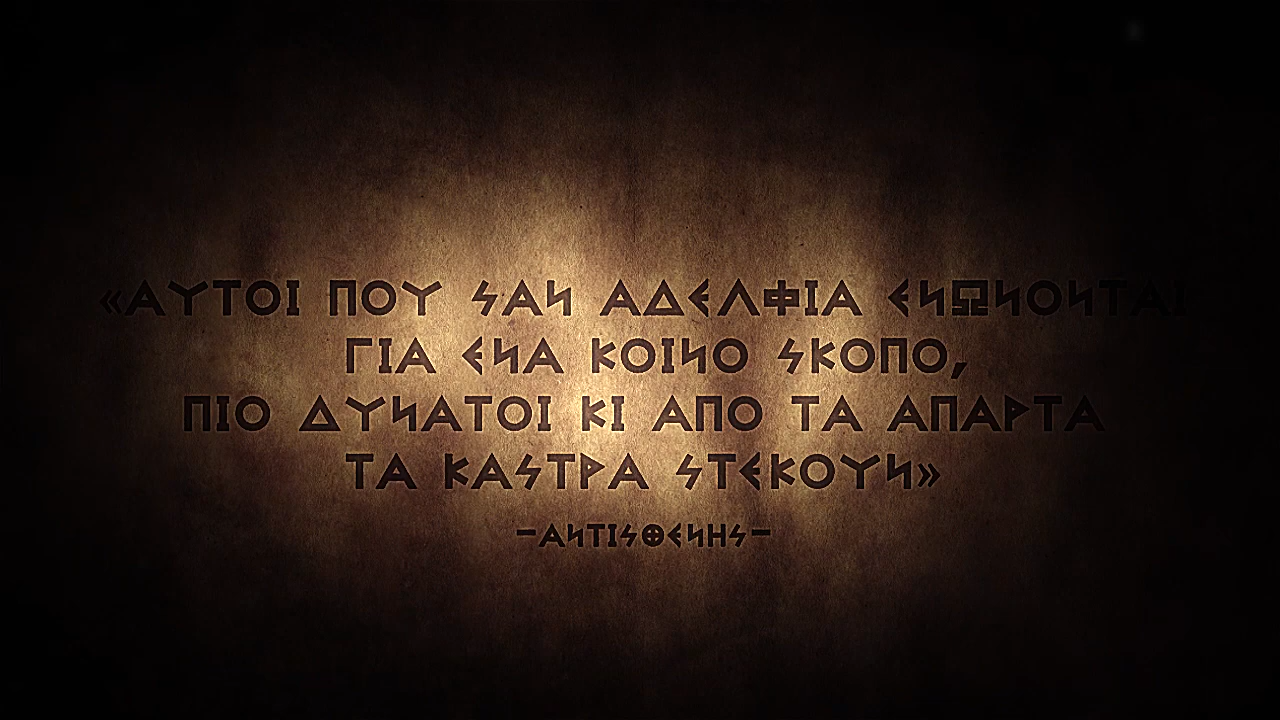 «ΑΥΤΟΙ ΠΟΥ ΣΑΝ ΑΔΕΛΦΙΑ ΕΝΩΝΟΝΤΑΙ
ΓΙΑ ΕΝΑ ΚΟΙΝΟ ΣΚΟΠΟ,
ΠΙΟ ΔΥΝΑΤΟΙ ΚΙ ΑΠΟ ΤΑ ΑΠΑΡΤΑ
ΤΑ ΚΑΣΤΡΑ ΣΤΕΚΟΥΝ»
-ΑΝΤΙΣΘΕΝΗΣ-